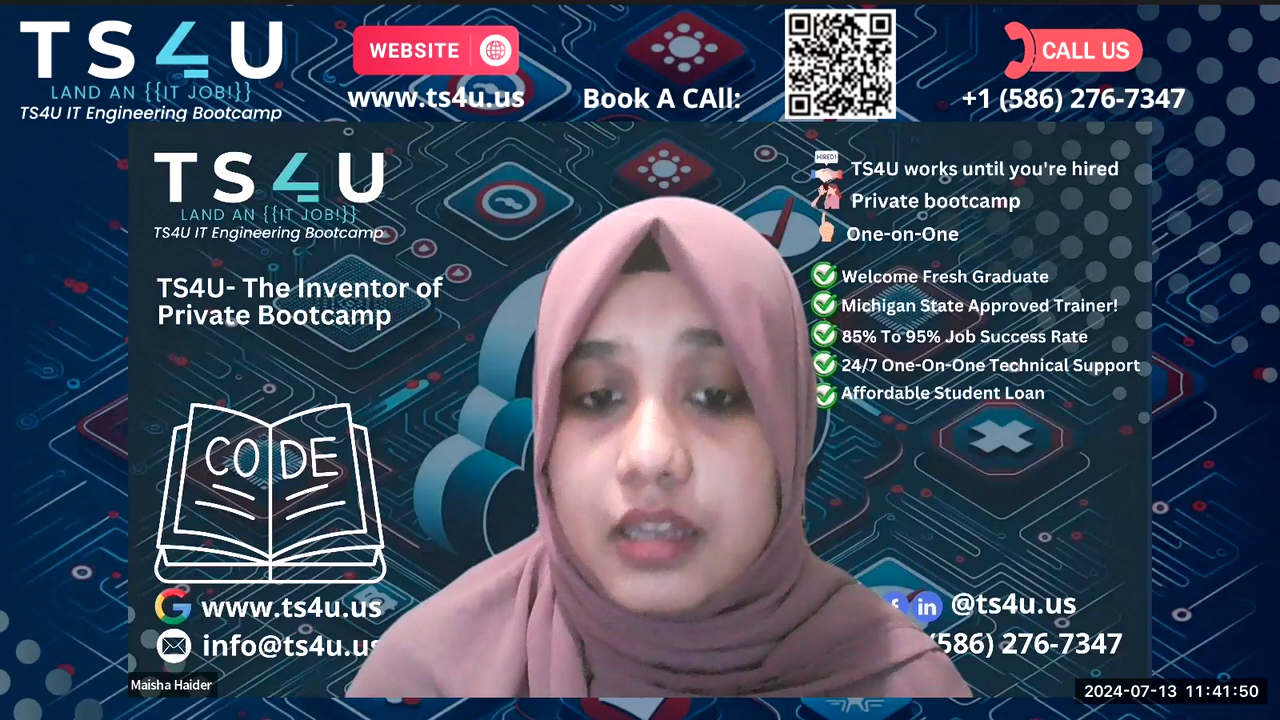 TS4U
LAND AN {{IT JOB!}}
TS4U IT Engineering Bootcamp
WEBSITE
www.ts4u.us
Book A CAll:
CALL US
+1 (586) 276-7347
TS4U
LAND AN {{IT JOB!}}
TS4U IT Engineering Bootcamp
TS4U- The Inventor of
Private Bootcamp
CODE
www.ts4u.us
info@ts4u.us
HIRED!
TS4U works until you're hired
Private bootcamp
One-on-One
Welcome Fresh Graduate
Michigan State Approved Trainer!
85% To 95% Job Success Rate
24/7 One-On-One Technical Support
Affordable Student Loan
f in @ts4u.us
(586) 276-7347
Maisha Haider
2024-07-13 11:41:50